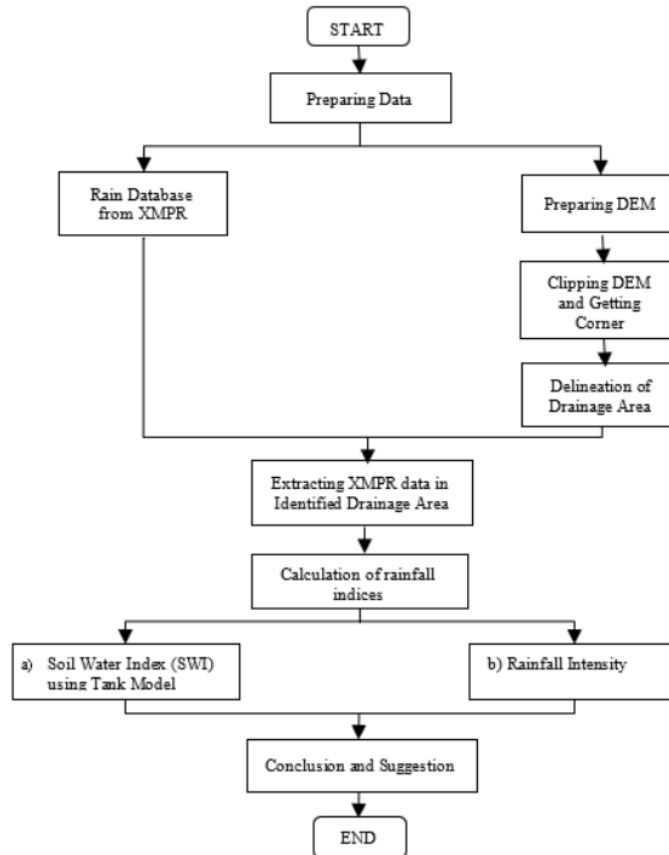 START
Preparing Data
Rain Database
from XMPR
Preparing DEM
Clipping DEM
and Getting
Corner
Delineation of
Drainage Area
Extracting XMPR data in
Identified Drainage Area
Calculation of rainfall
indices
a) Soil Water Index (SWI)
using Tank Model
b) Rainfall Intensity
Conclusion and Suggestion
END